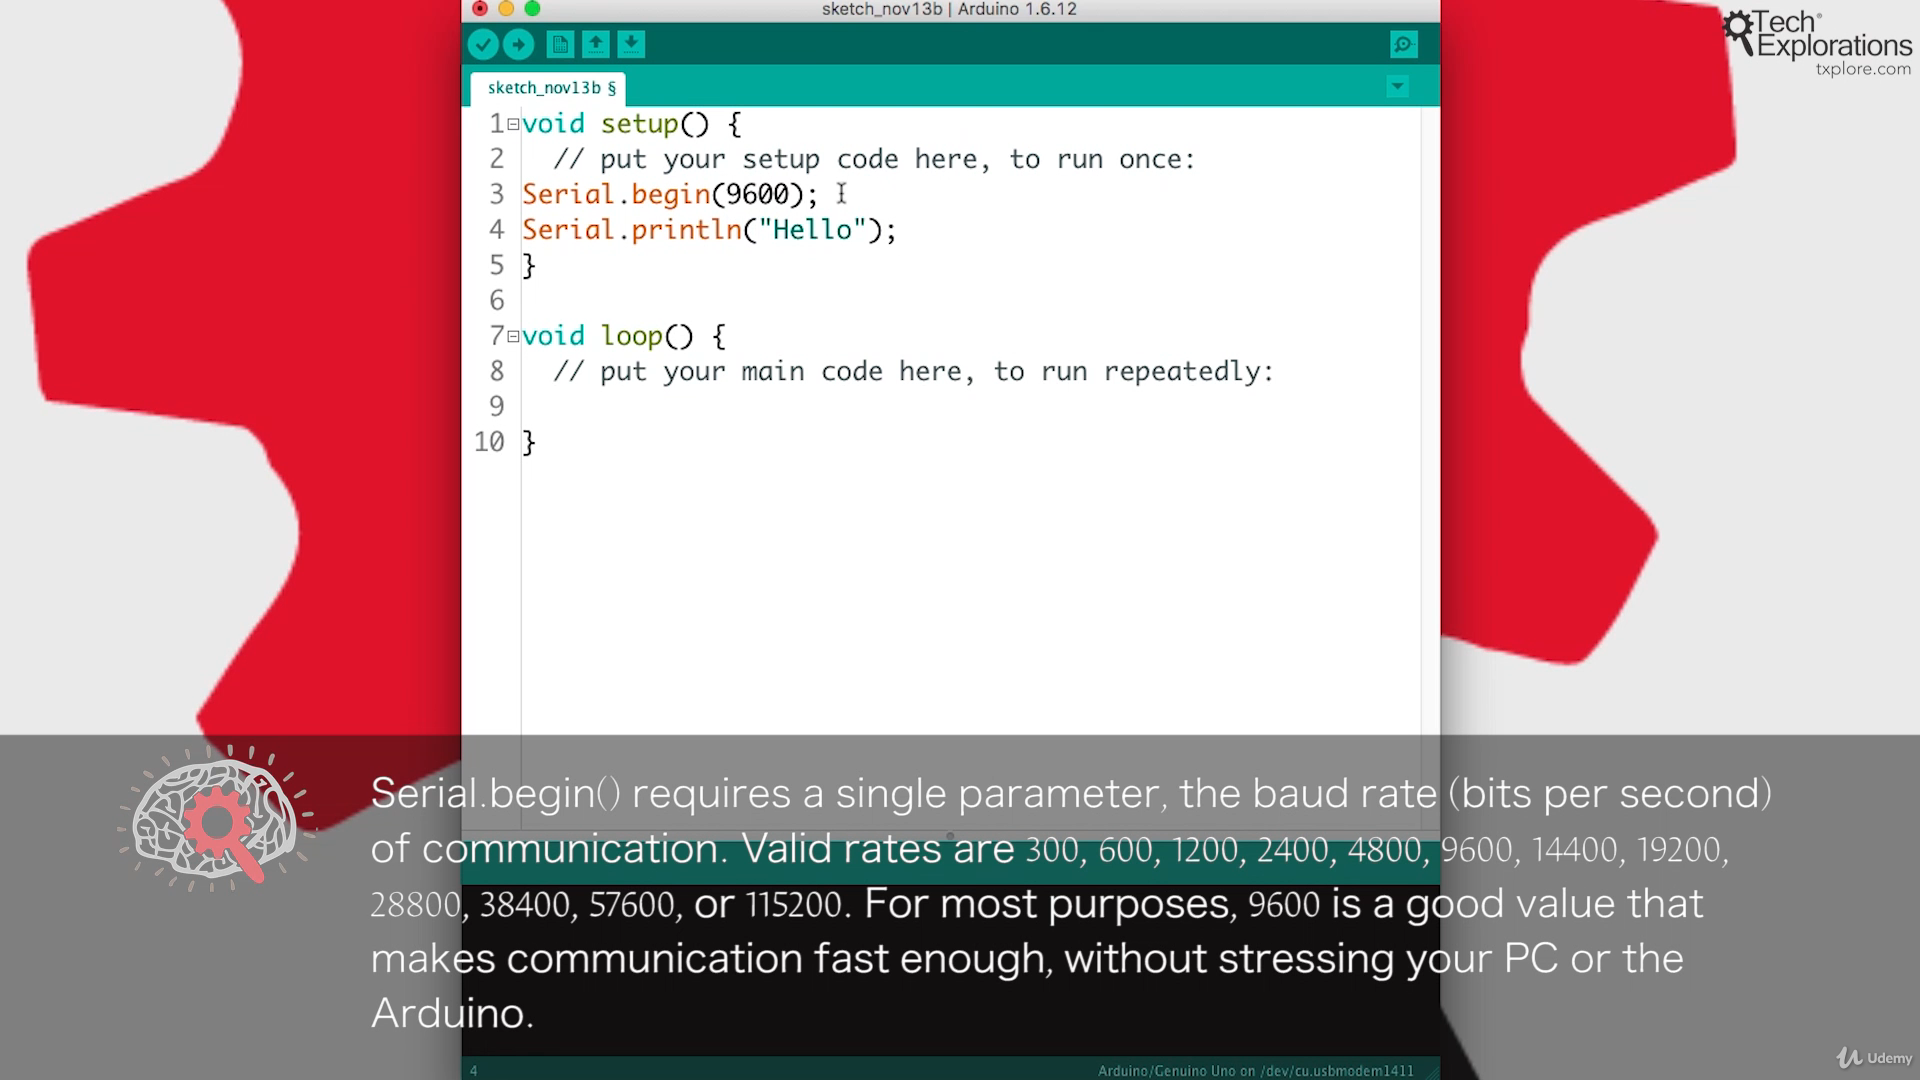 sketch_nov13b | Arduino 1.6.12
Tech
Explorations
txplore.com
sketch_nov13b §
1 void setup() {
2 // put your setup code here, to run once:
3 Serial.begin(9600);
4 Serial.println("Hello");
5 }
6
7 void loop() {
8 // put your main code here, to run repeatedly:
9
10 }
Serial.begin() requires a single parameter, the baud rate (bits per second)
of communication. Valid rates are 300, 600, 1200, 2400, 4800, 9600, 14400, 19200,
28800, 38400, 57600, or 115200. For most purposes, 9600 is a good value that
makes communication fast enough, without stressing your PC or the
Arduino.
4 Arduino/Genuino Uno on /dev/cu.usbmodem1411
Udemy